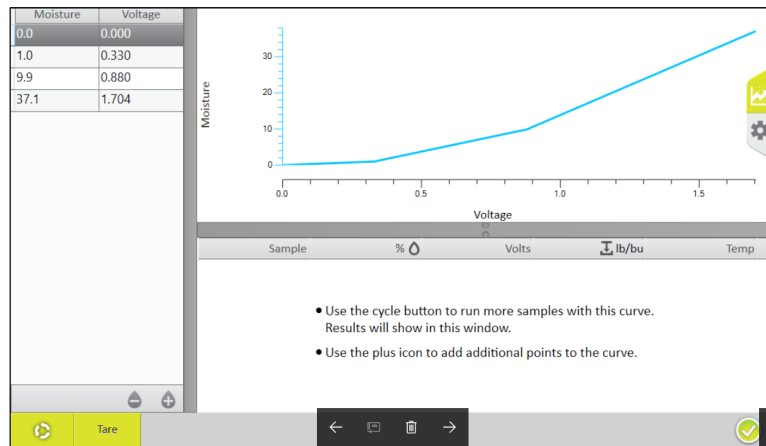 Moisture Voltage
0.0 0.000
1.0 0.330
9.9 0.880
37.1 1.704
Moisture
30
20
10
0
0.0 0.5 1.0 1.5
Voltage
Sample % Volts lb/bu Temp
• Use the cycle button to run more samples with this curve.
Results will show in this window.
• Use the plus icon to add additional points to the curve.
Tare